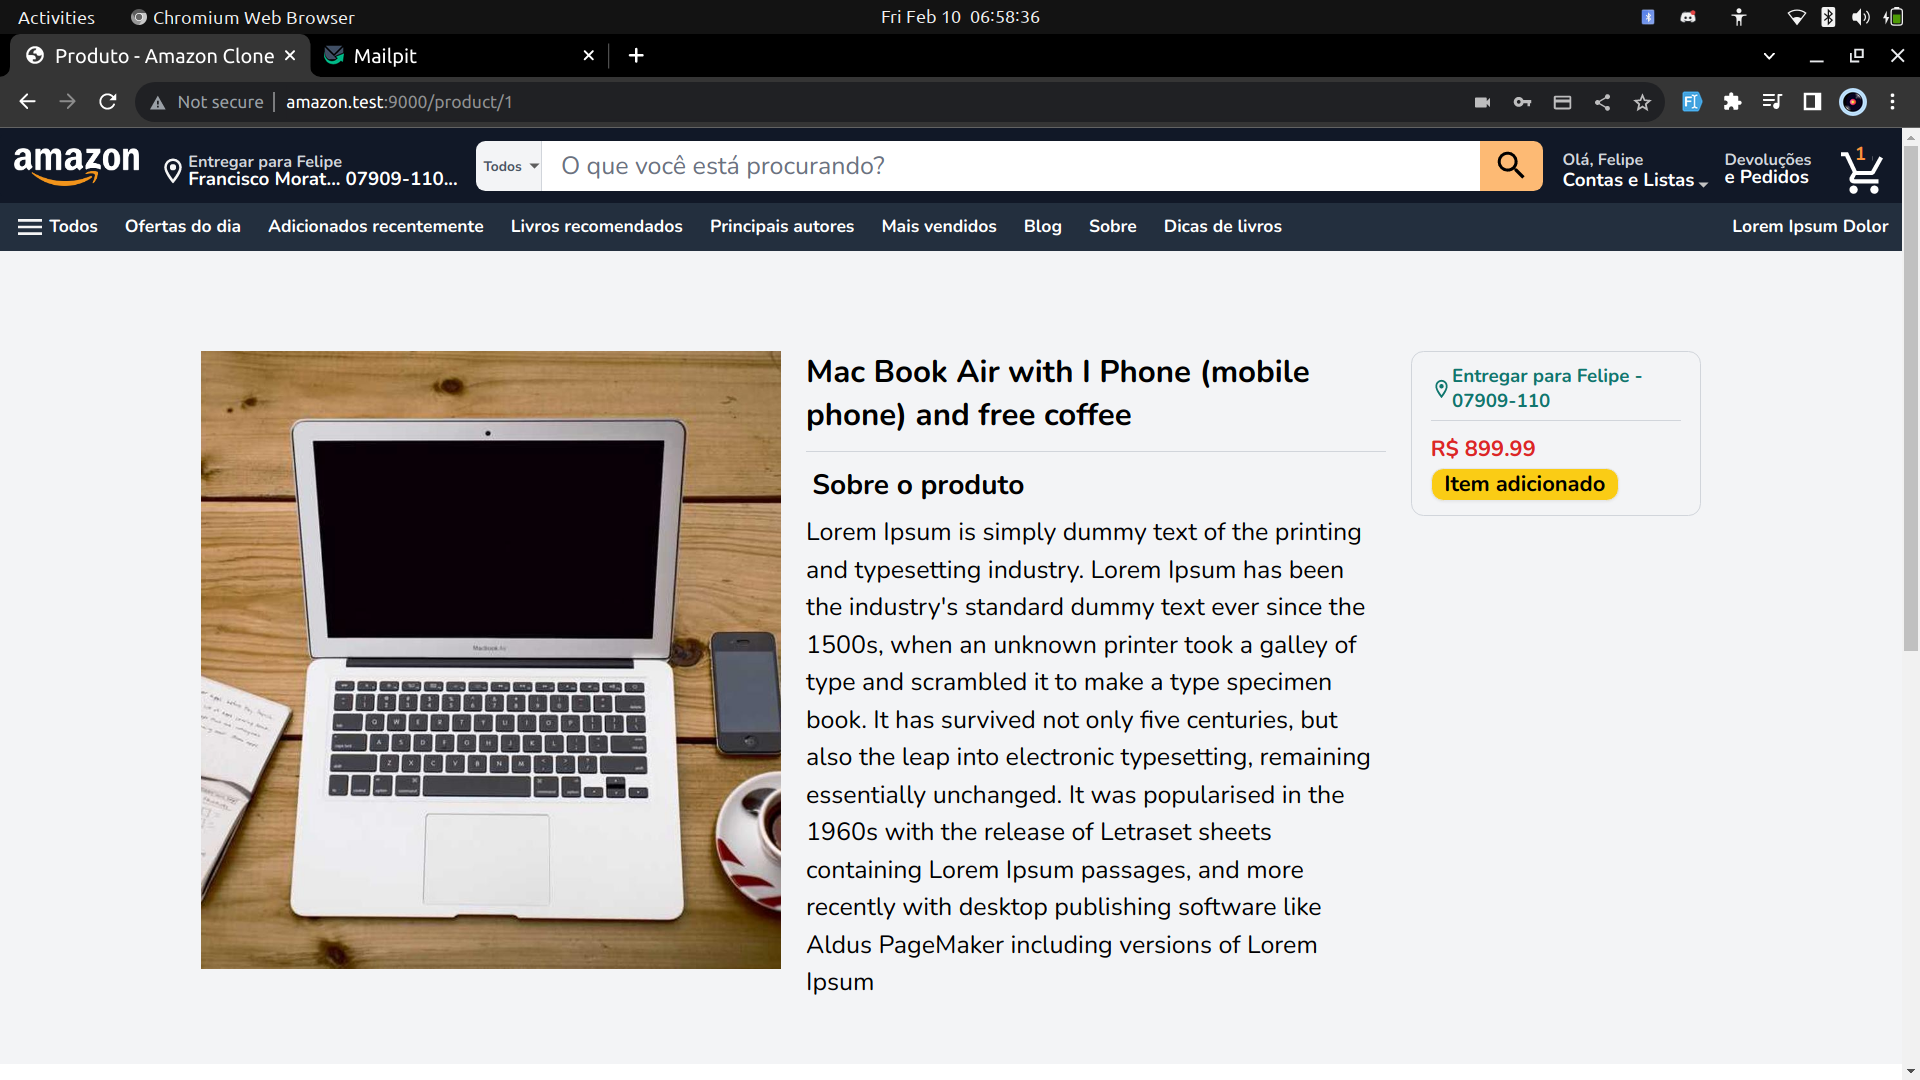 Activities
Chromium Web Browser
Fri Feb 10 06:58:36
Produto - Amazon Clone
Mailpit
Not secure
amazon.test:9000/product/1
amazon
Entregar para Felipe
Francisco Morat... 07909-110...
Todos
O que você está procurando?
Olá, Felipe
Contas e Listas
Devoluções
e Pedidos
1
Todos
Ofertas do dia
Adicionados recentemente
Livros recomendados
Principais autores
Mais vendidos
Blog
Sobre
Dicas de livros
Lorem Ipsum Dolor
MacBook Air
Mac Book Air with I Phone (mobile
phone) and free coffee
Sobre o produto
Lorem Ipsum is simply dummy text of the printing
and typesetting industry. Lorem Ipsum has been
the industry's standard dummy text ever since the
1500s, when an unknown printer took a galley of
type and scrambled it to make a type specimen
book. It has survived not only five centuries, but
also the leap into electronic typesetting, remaining
essentially unchanged. It was popularised in the
1960s with the release of Letraset sheets
containing Lorem Ipsum passages, and more
recently with desktop publishing software like
Aldus PageMaker including versions of Lorem
Ipsum
Entregar para Felipe -
07909-110
R$ 899.99
Item adicionado